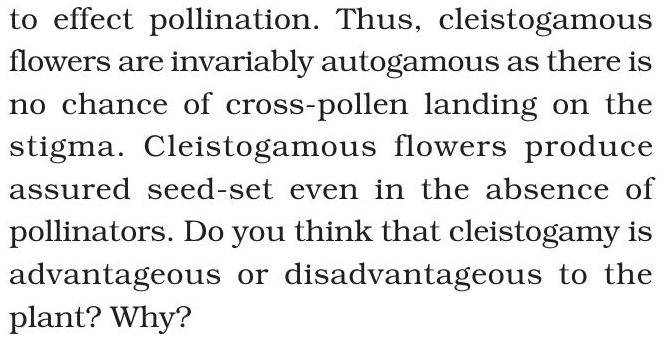 to effect pollination. Thus, cleistogamous
flowers are invariably autogamous as there is
no chance of cross-pollen landing on the
stigma. Cleistogamous flowers produce
assured seed-set even in the absence of
pollinators. Do you think that cleistogamy is
advantageous or disadvantageous to the
plant? Why?